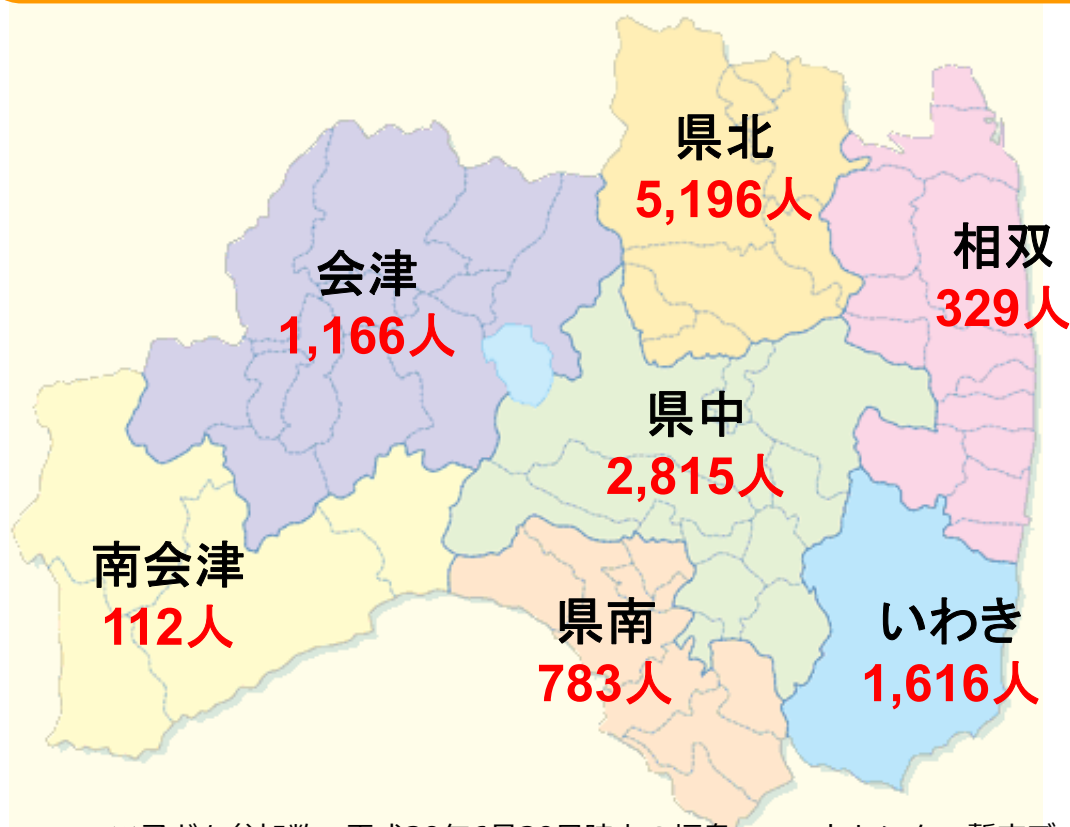 県北
5,196人
相双
329人
会津
1,166人
県中
2,815人
南会津
112人
県南
783人
いわき
1,616人